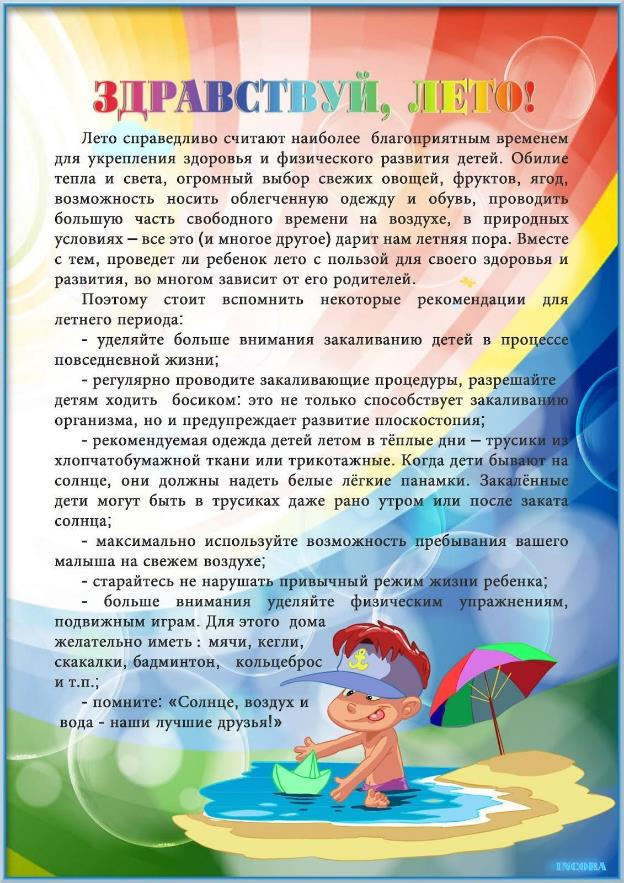 ЗДРАВСТВУЙ, ЛЕТО!
Лето справедливо считают наиболее благоприятным временем
для укрепления здоровья и физического развития детей. Обилие
тепла и света, огромный выбор свежих овощей, фруктов, ягод,
возможность носить облегченную одежду и обувь, проводить
большую часть свободного времени на воздухе, в природных
условиях – все это (и многое другое) дарит нам летняя пора. Вместе
с тем, проведет ли ребенок лето с пользой для своего здоровья и
развития, во многом зависит от его родителей.
Поэтому стоит вспомнить некоторые рекомендации для
летнего периода:
- уделяйте больше внимания закаливанию детей в процессе
повседневной жизни;
- регулярно проводите закаливающие процедуры, разрешайте
детям ходить босиком: это не только способствует закаливанию
организма, но и предупреждает развитие плоскостопия;
- рекомендуемая одежда детей летом в тёплые дни – трусики из
хлопчатобумажной ткани или трикотажные. Когда дети бывают на
солнце, они должны надеть белые лёгкие панамки. Закалённые
дети могут быть в трусиках даже рано утром или после заката
солнца;
- максимально используйте возможность пребывания вашего
малыша на свежем воздухе;
- старайтесь не нарушать привычный режим жизни ребенка;
- больше внимания уделяйте физическим упражнениям,
подвижным играм. Для этого дома
желательно иметь : мячи, кегли,
скакалки, бадминтон, кольцеброс
и т.п.;
- помните: «Солнце, воздух и
вода - наши лучшие друзья!»
INCORA